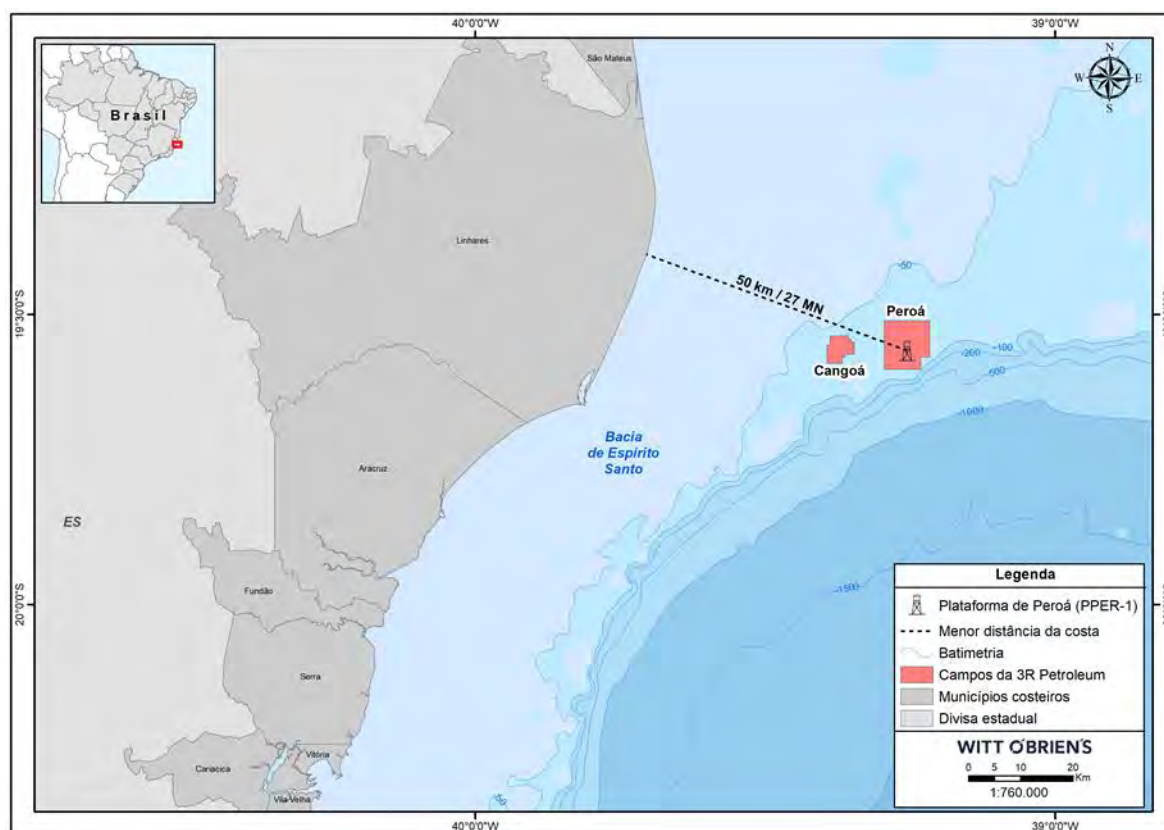 40°0'0"W
39°0'0"W
Brasil
São Mateus
N
W
E
S
Linhares
50 km / 27 MN
-50
19°30'0"S
Peroá
Cangoá
-200
-100
-500
-1000
Bacia
de Espírito
Santo
Aracruz
ES
-1500
Fundão
20°0'0"S
Serra
Vitória
Cariacica
Vila-Velha
-50
Legenda
Plataforma de Peroá (PPER-1)
Menor distância da costa
Batimetria
Campos da 3R Petroleum
Municípios costeiros
Divisa estadual
WITT O'BRIEN'S
0 5 10 20
Km
1:760.000
40°0'0"W
39°0'0"W